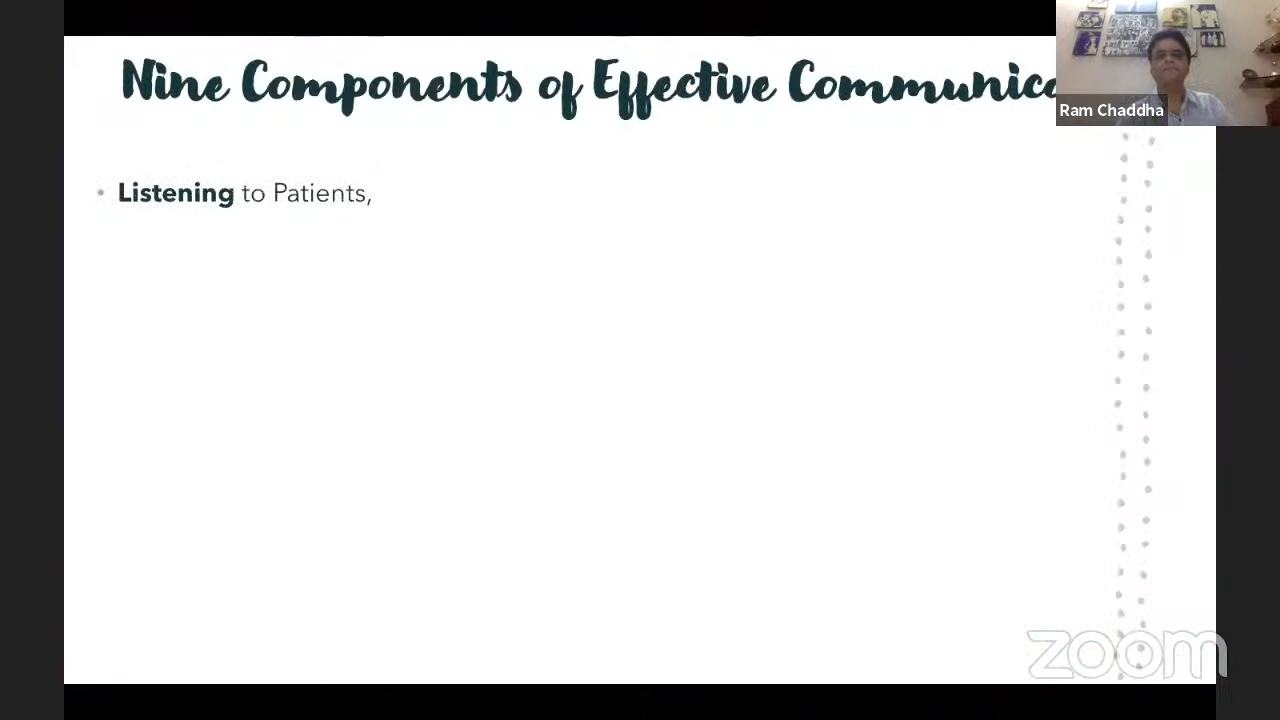 Nine Components of Effective Communica
Ram Chaddha
• Listening to Patients,
zoom